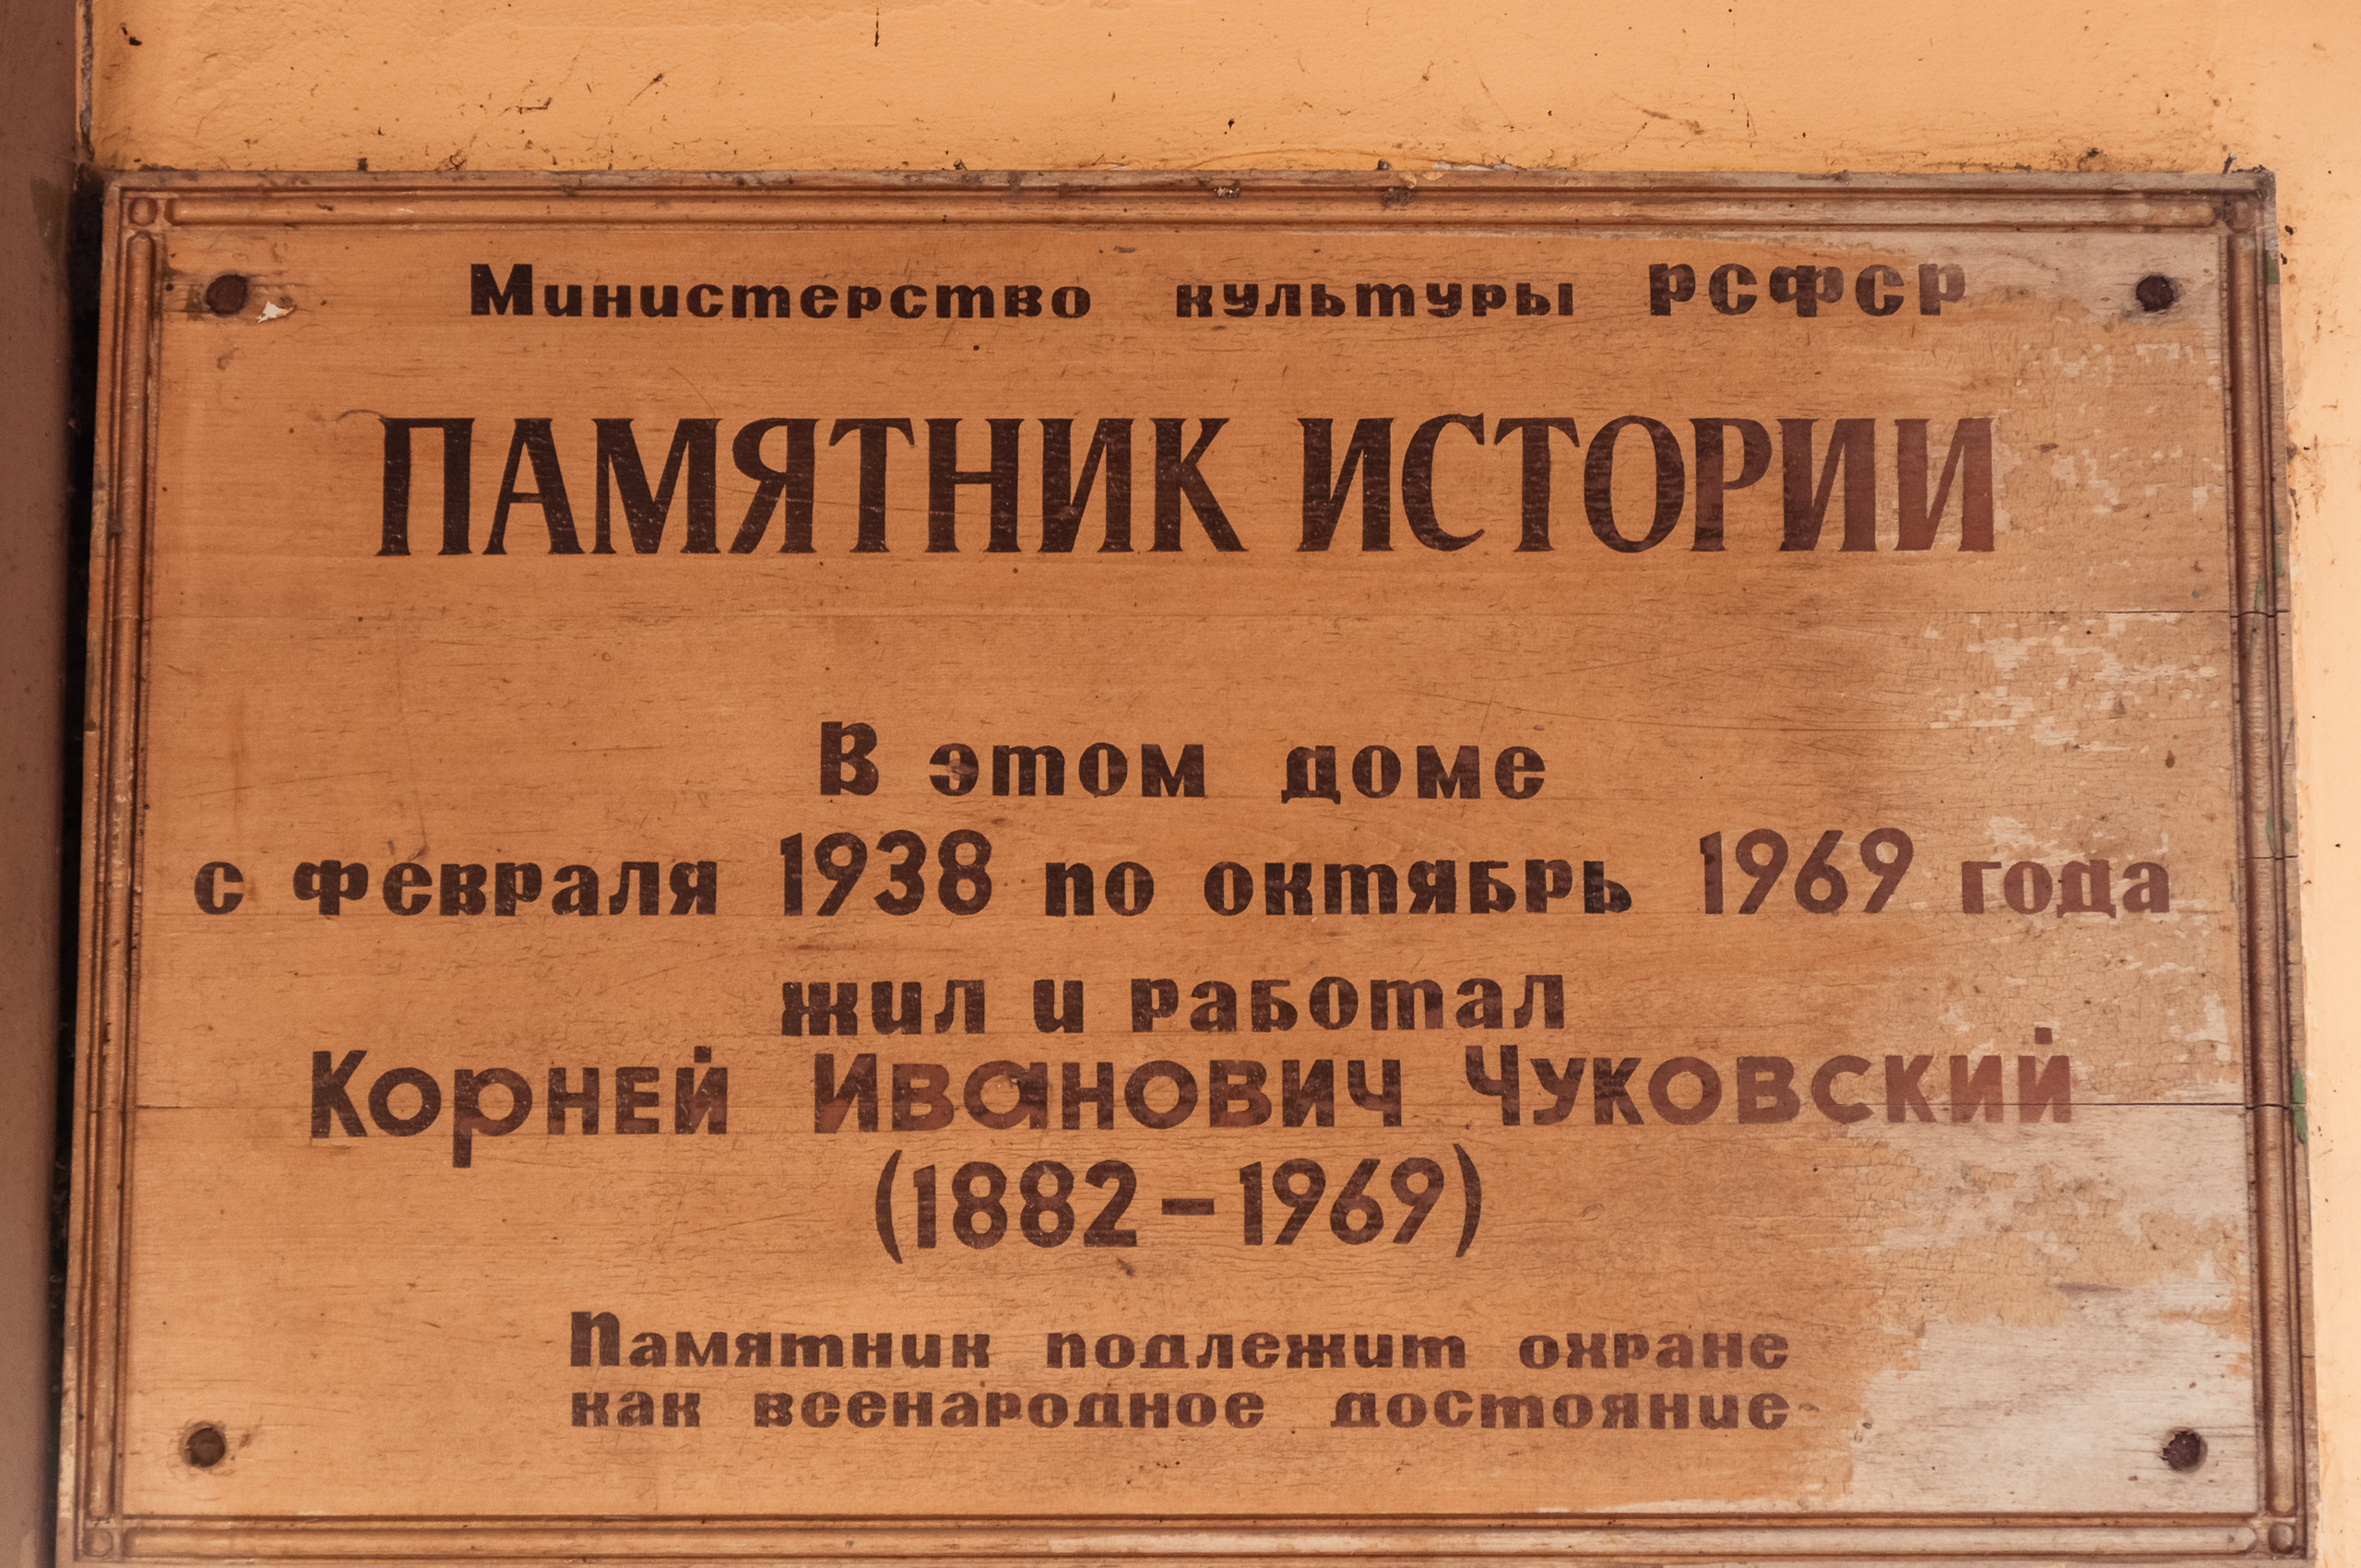 Министерство культуры РСФСР
ПАМЯТНИК ИСТОРИИ
В этом доме
с февраля 1938 по октябрь 1969 года
жил и работал
Корней Иванович Чуковский
(1882-1969)
Памятник подлежит охране
как всенародное достояние